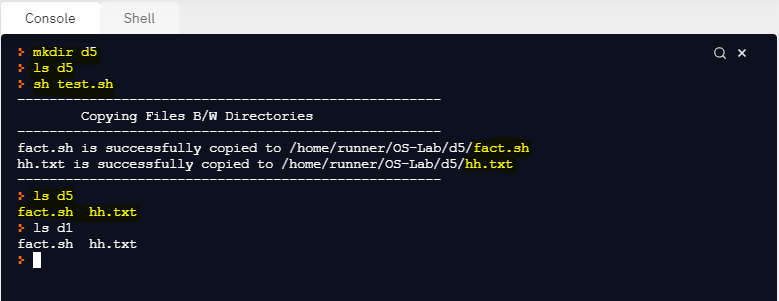 Console Shell
> mkdir d5
> ls d5
> sh test.sh
-----------------------------------------------------
Copying Files B/W Directories
-----------------------------------------------------
fact.sh is successfully copied to /home/runner/OS-Lab/d5/fact.sh
hh.txt is successfully copied to /home/runner/OS-Lab/d5/hh.txt
-----------------------------------------------------
> ls d5
fact.sh  hh.txt
> ls d1
fact.sh  hh.txt
>